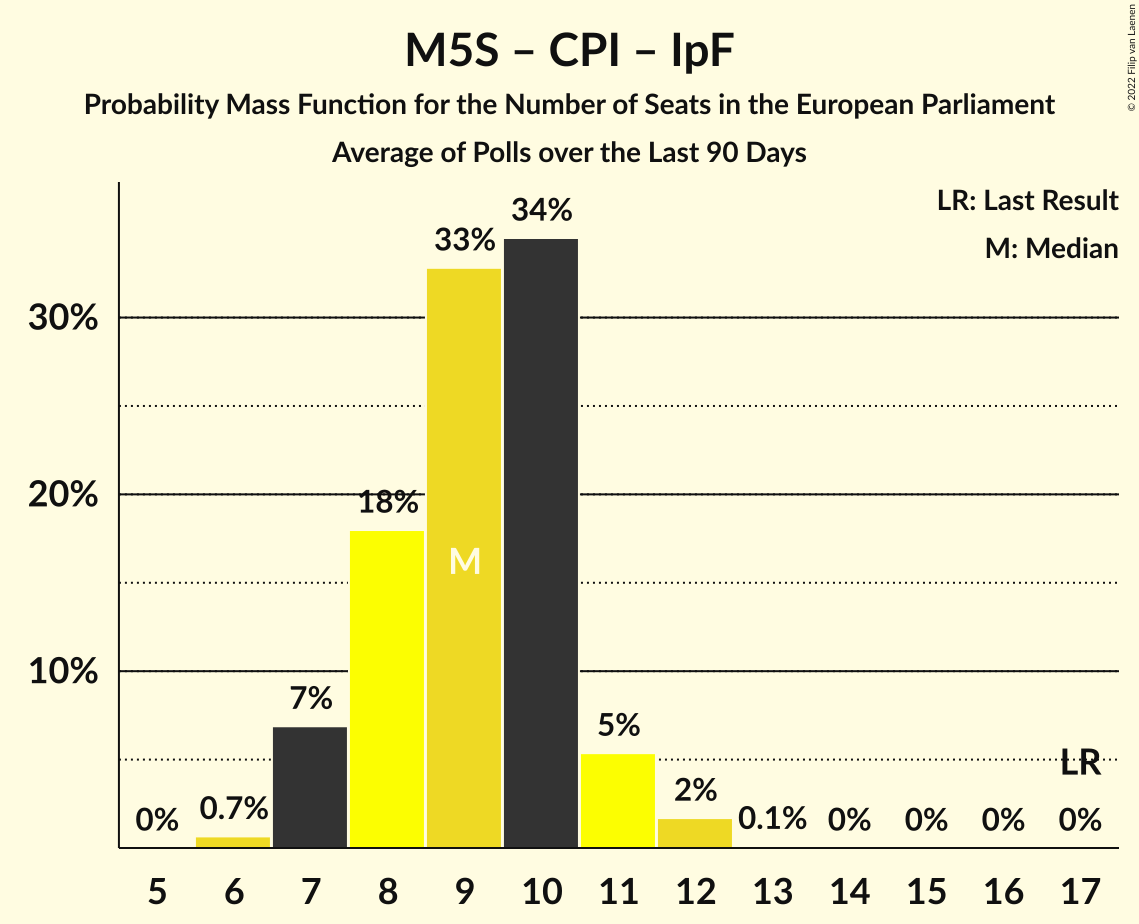 M5S – CPI – IpF
Probability Mass Function for the Number of Seats in the European Parliament
Average of Polls over the Last 90 Days
© 2022 Filip van Laenen
LR: Last Result
M: Median
30%
20%
10%
0%
0.7%
7%
18%
33%
34%
5%
2%
0.1%
0%
0%
0%
0%
M
LR
5 6 7 8 9 10 11 12 13 14 15 16 17